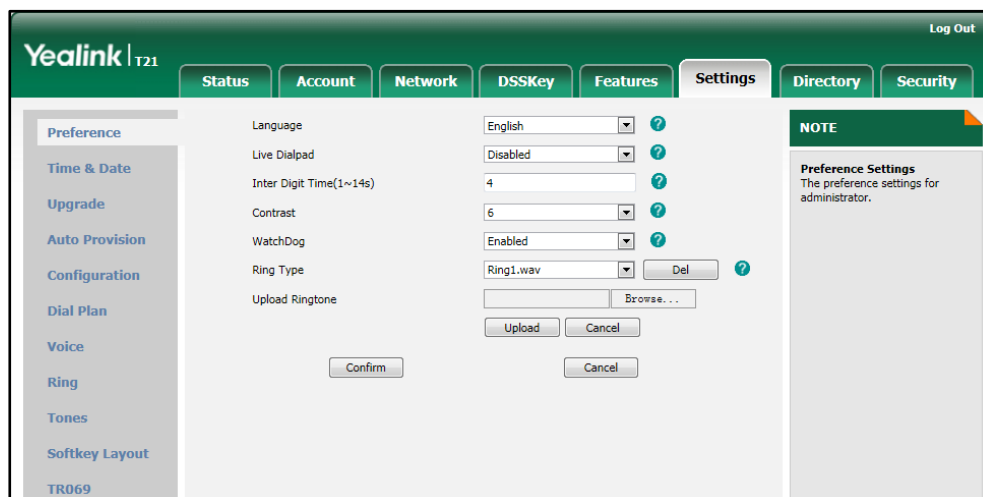 Log Out
Yealink T21
Status Account Network DSSKey Features Settings Directory Security
Preference
Time & Date
Upgrade
Auto Provision
Configuration
Dial Plan
Voice
Ring
Tones
Softkey Layout
TR069
Language English ?
Live Dialpad Disabled ?
Inter Digit Time(1~14s) 4 ?
Contrast 6 ?
WatchDog Enabled ?
Ring Type Ring1.wav Del ?
Upload Ringtone Browse...
Upload Cancel
Confirm Cancel
NOTE
Preference Settings
The preference settings for
administrator.